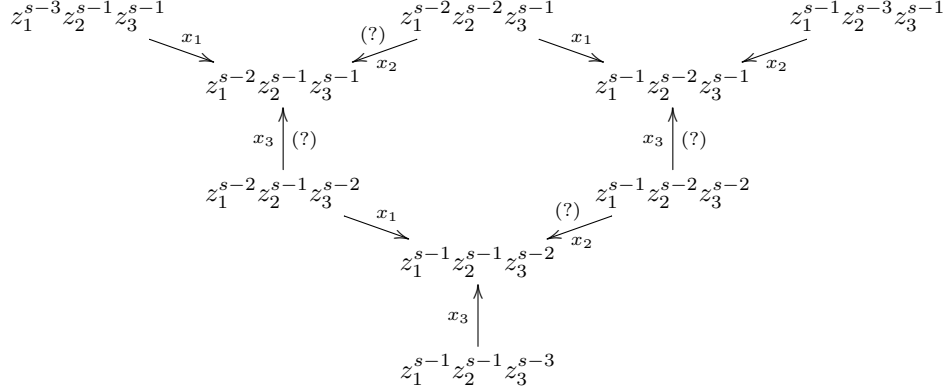 z_1^{s-3}z_2^{s-1}z_3^{s-1} z_1^{s-2}z_2^{s-2}z_3^{s-1} z_1^{s-1}z_2^{s-3}z_3^{s-1}
x_1 (?) x_2 x_1 x_2
z_1^{s-2}z_2^{s-1}z_3^{s-1} z_1^{s-1}z_2^{s-2}z_3^{s-1}
x_3 (?) x_3 (?)
z_1^{s-2}z_2^{s-1}z_3^{s-2} z_1^{s-1}z_2^{s-2}z_3^{s-2}
x_1 (?) x_2
z_1^{s-1}z_2^{s-1}z_3^{s-2}
x_3
z_1^{s-1}z_2^{s-1}z_3^{s-3}